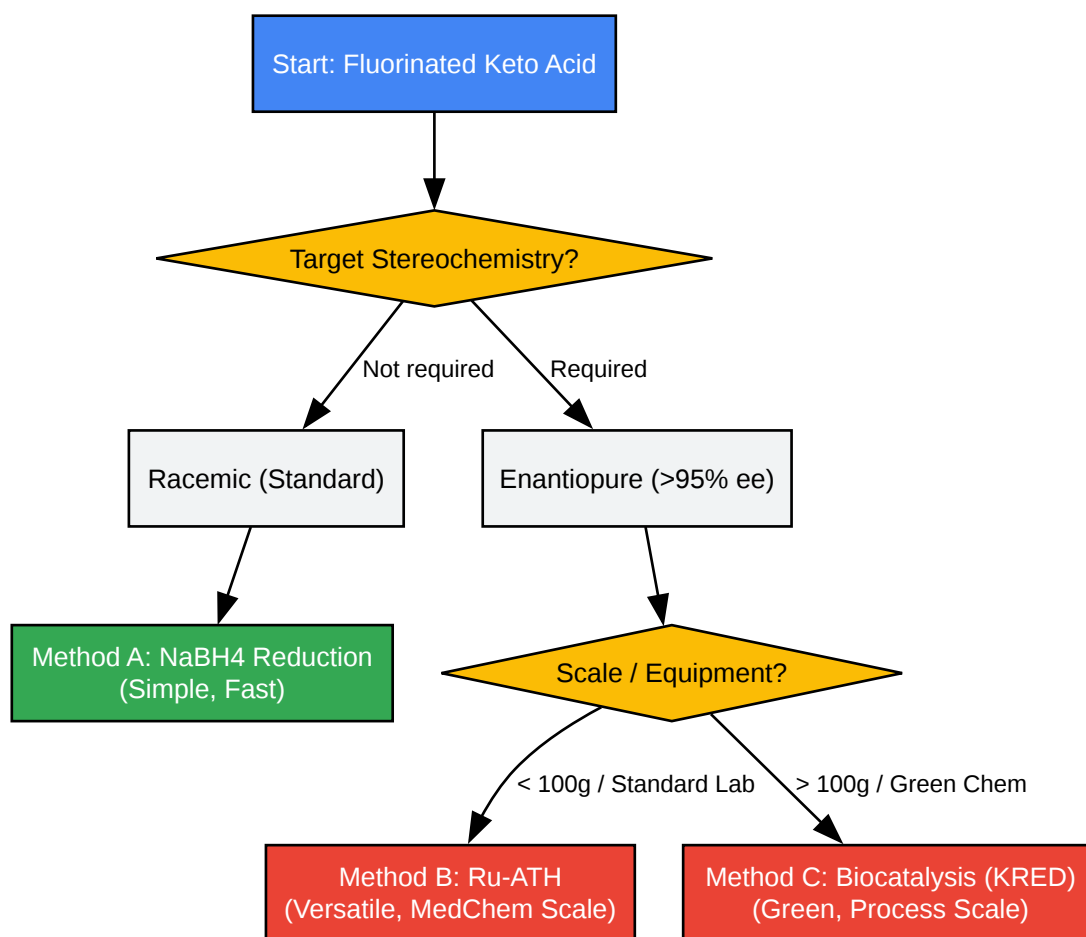 Start: Fluorinated Keto Acid
Target Stereochemistry?
Not required
Required
Racemic (Standard)
Enantiopure (>95% ee)
Method A: NaBH4 Reduction
(Simple, Fast)
Scale / Equipment?
< 100g / Standard Lab
> 100g / Green Chem
Method B: Ru-ATH
(Versatile, MedChem Scale)
Method C: Biocatalysis (KRED)
(Green, Process Scale)